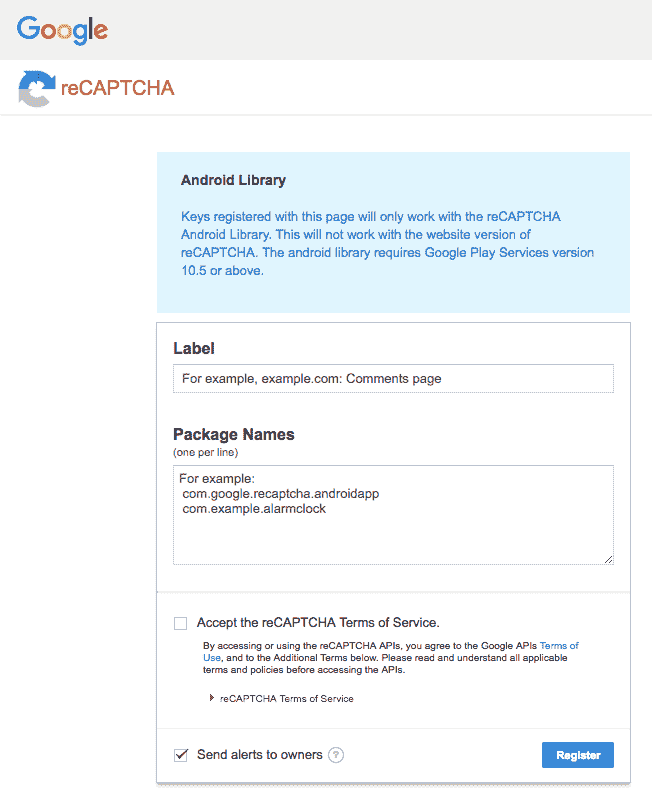 Google
reCAPTCHA
Android Library
Keys registered with this page will only work with the reCAPTCHA
Android Library. This will not work with the website version of
reCAPTCHA. The android library requires Google Play Services version
10.5 or above.
Label
For example, example.com: Comments page
Package Names
(one per line)
For example:
com.google.recaptcha.androidapp
com.example.alarmclock
Accept the reCAPTCHA Terms of Service.
By accessing or using the reCAPTCHA APIs, you agree to the Google APIs Terms of
Use, and to the Additional Terms below. Please read and understand all applicable
terms and policies before accessing the APIs.
reCAPTCHA Terms of Service
Send alerts to owners ?
Register